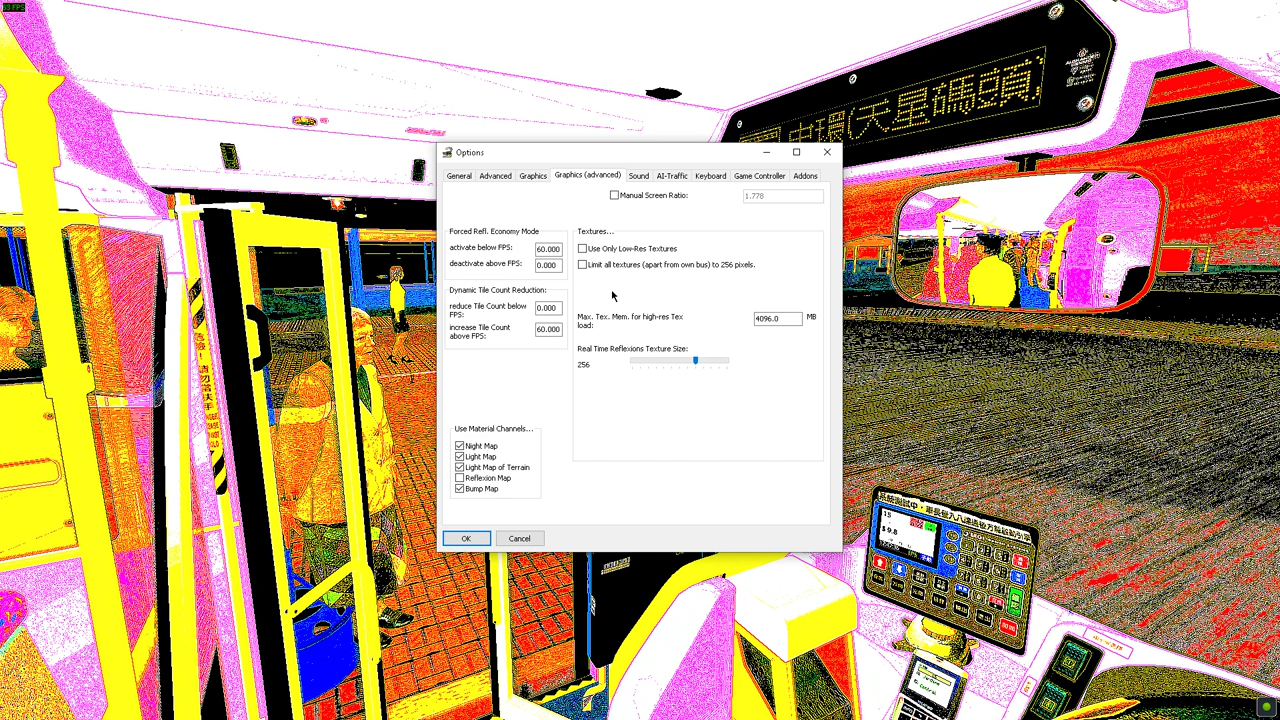 63 FPS
中環(天星碼頭)
Options
General Advanced Graphics Graphics (advanced) Sound AI-Traffic Keyboard Game Controller Addons
Manual Screen Ratio: 1.778
Forced Refl. Economy Mode
activate below FPS: 60.000
deactivate above FPS: 0.000
Dynamic Tile Count Reduction:
reduce Tile Count below FPS: 0.000
increase Tile Count above FPS: 60.000
Textures...
Use Only Low-Res Textures
Limit all textures (apart from own bus) to 256 pixels.
Max. Tex. Mem. for high-res Tex load: 4096.0 MB
Real Time Reflexions Texture Size:
256
Use Material Channels...
Night Map
Light Map
Light Map of Terrain
Reflexion Map
Bump Map
OK Cancel
15